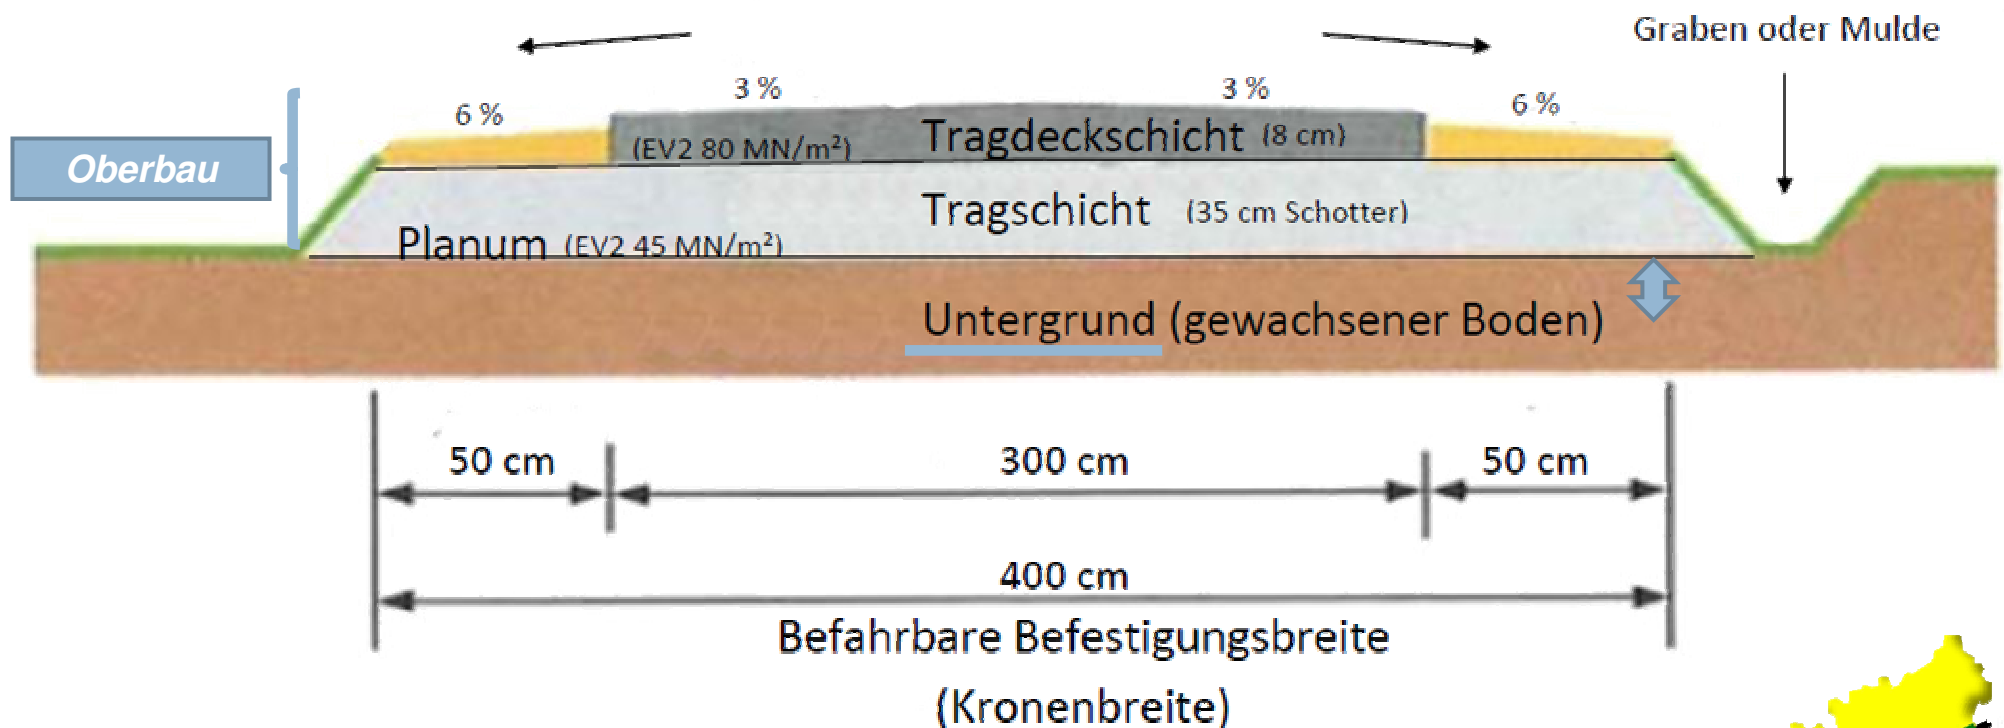 Graben oder Mulde
3 %
3 %
6 %
6 %
Tragdeckschicht (8 cm)
(EV2 80 MN/m²)
Oberbau
Tragschicht (35 cm Schotter)
Planum (EV2 45 MN/m²)
Untergrund (gewachsener Boden)
50 cm
300 cm
50 cm
400 cm
Befahrbare Befestigungsbreite
(Kronenbreite)